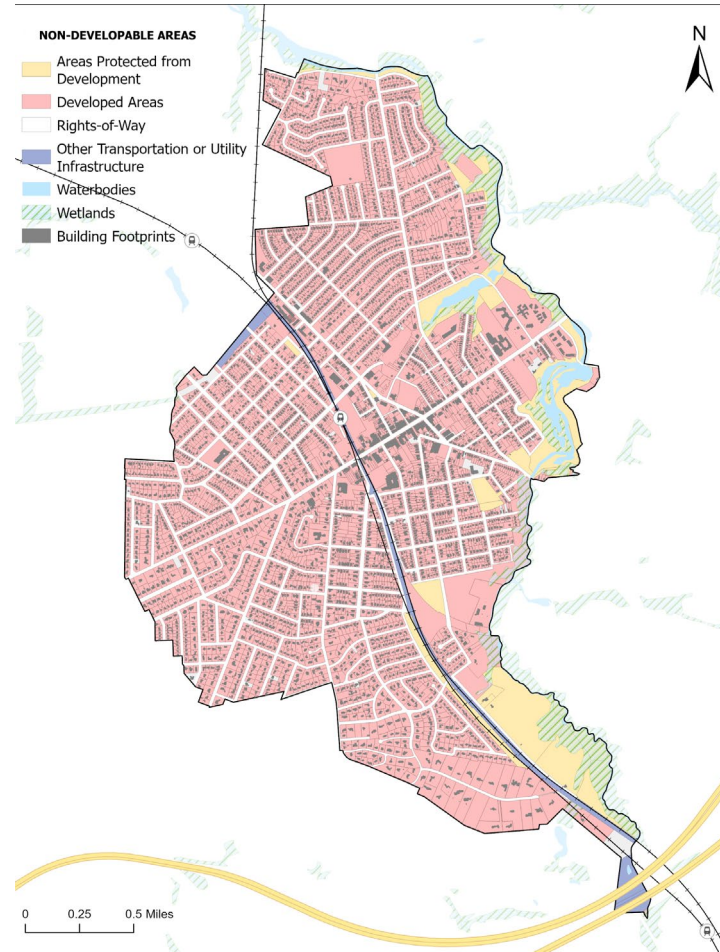 NON-DEVELOPABLE AREAS
Areas Protected from
Development
Developed Areas
Rights-of-Way
Other Transportation or Utility
Infrastructure
Waterbodies
Wetlands
Building Footprints
N
0 0.25 0.5 Miles